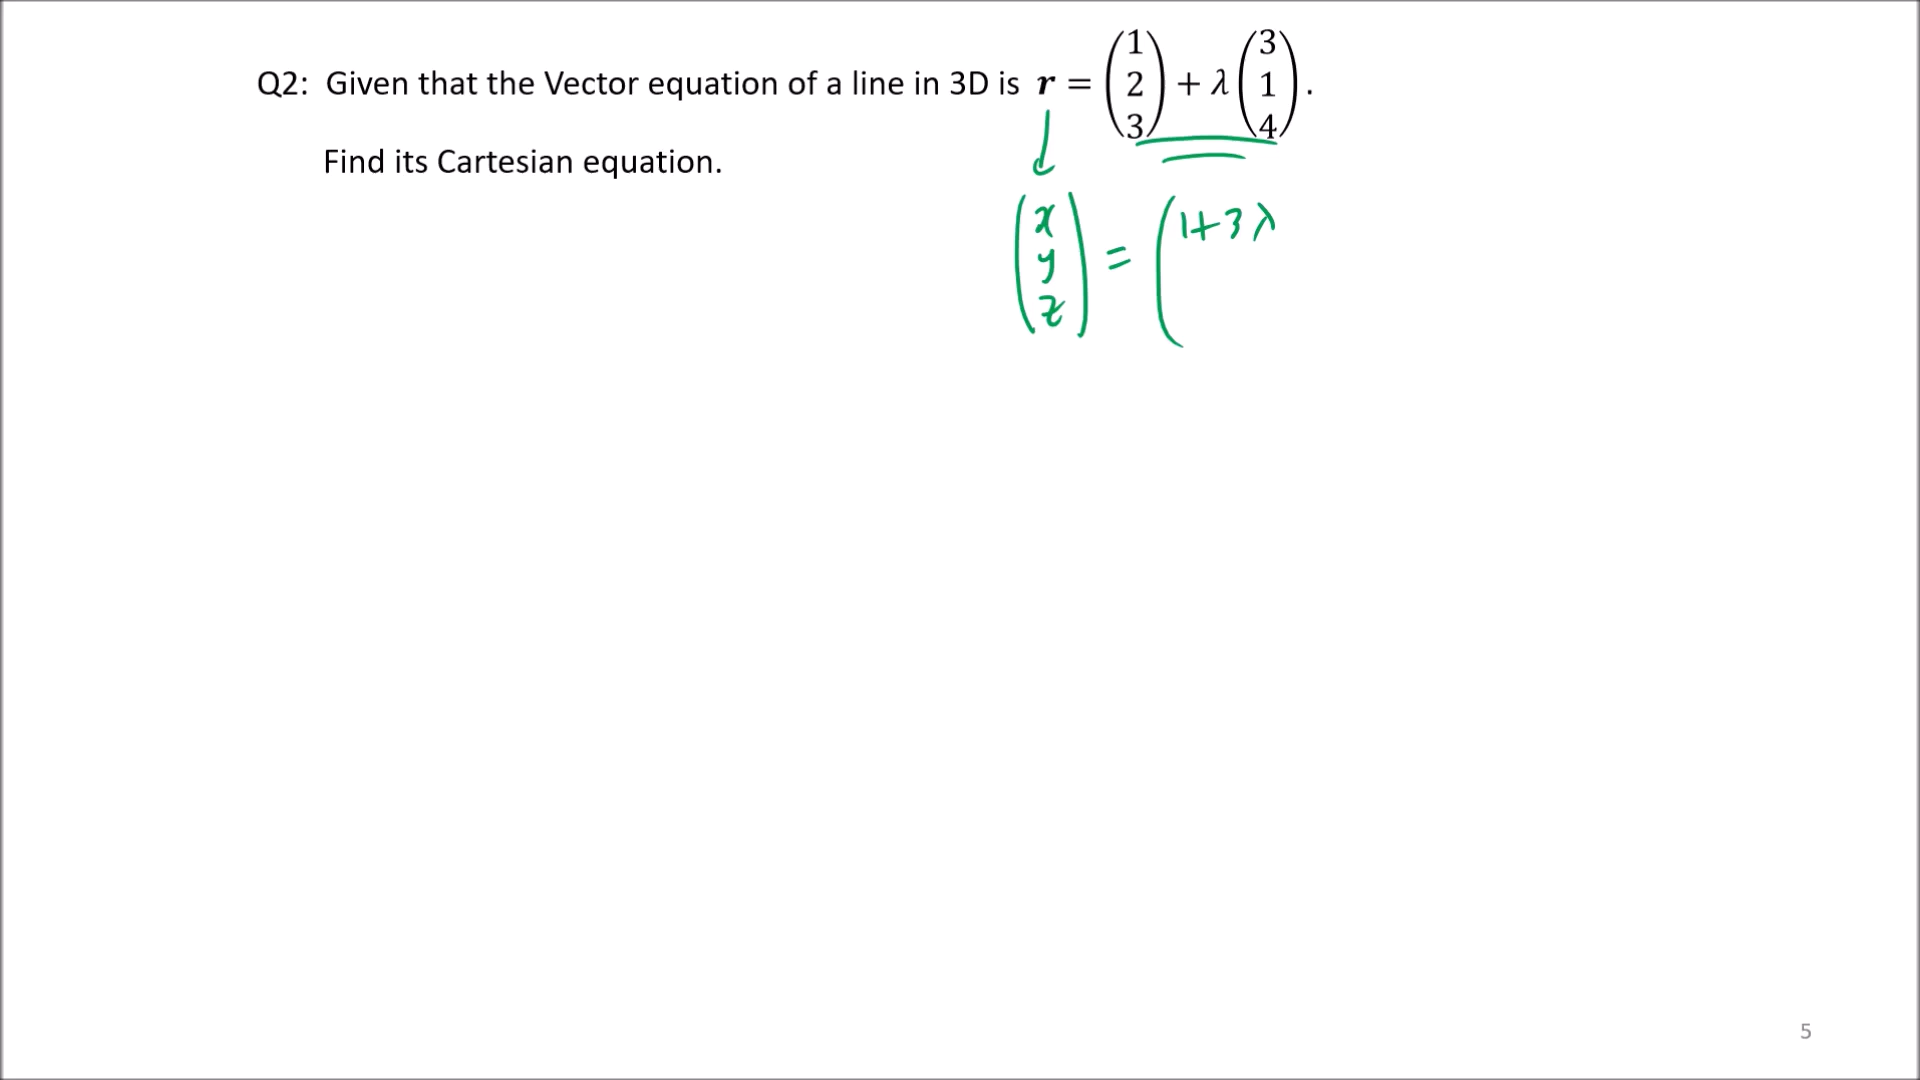 Q2: Given that the Vector equation of a line in 3D is r = (1 2 3) + λ (3 1 4).
Find its Cartesian equation.
(x y z) = (1+3λ
5